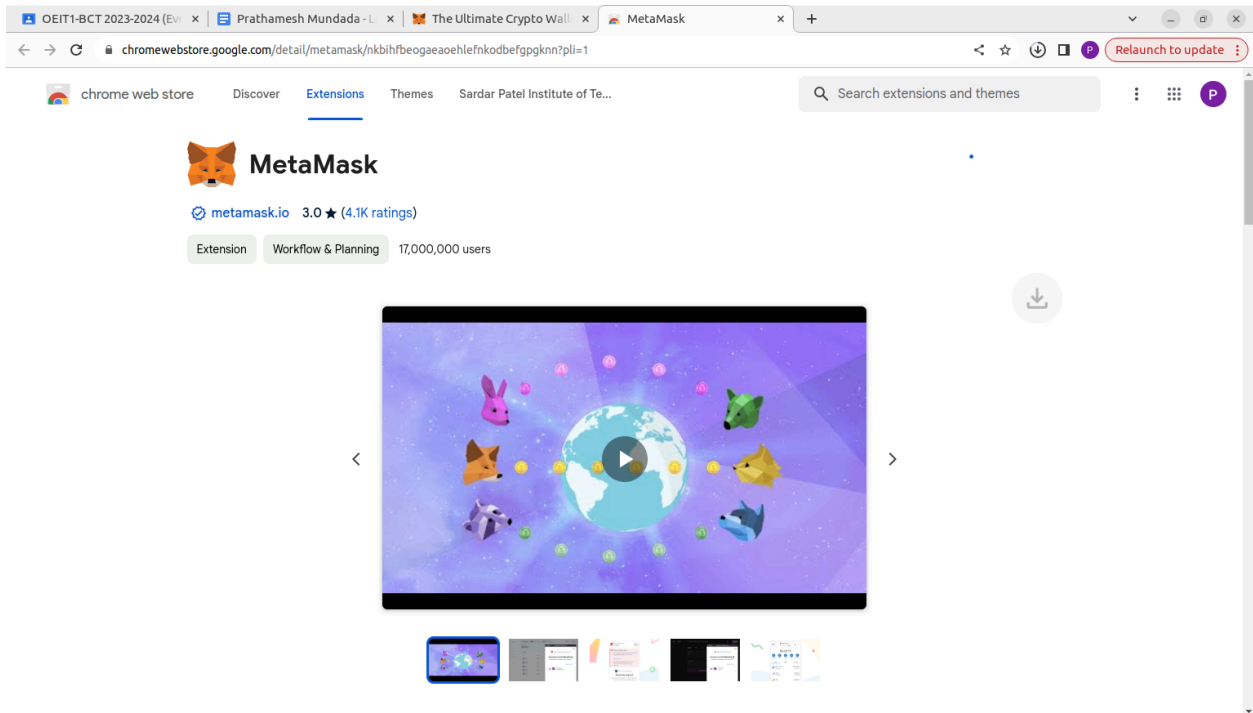 OEIT1-BCT 2023-2024 (Ev
Prathamesh Mundada - L
The Ultimate Crypto Wall
MetaMask
chromewebstore.google.com/detail/metamask/nkbihfbeogaeaoehlefnkodbefgpgknn?pli=1
P
Relaunch to update
chrome web store
Discover
Extensions
Themes
Sardar Patel Institute of Te...
Search extensions and themes
P
MetaMask
metamask.io 3.0 ★ (4.1K ratings)
Extension
Workflow & Planning
17,000,000 users